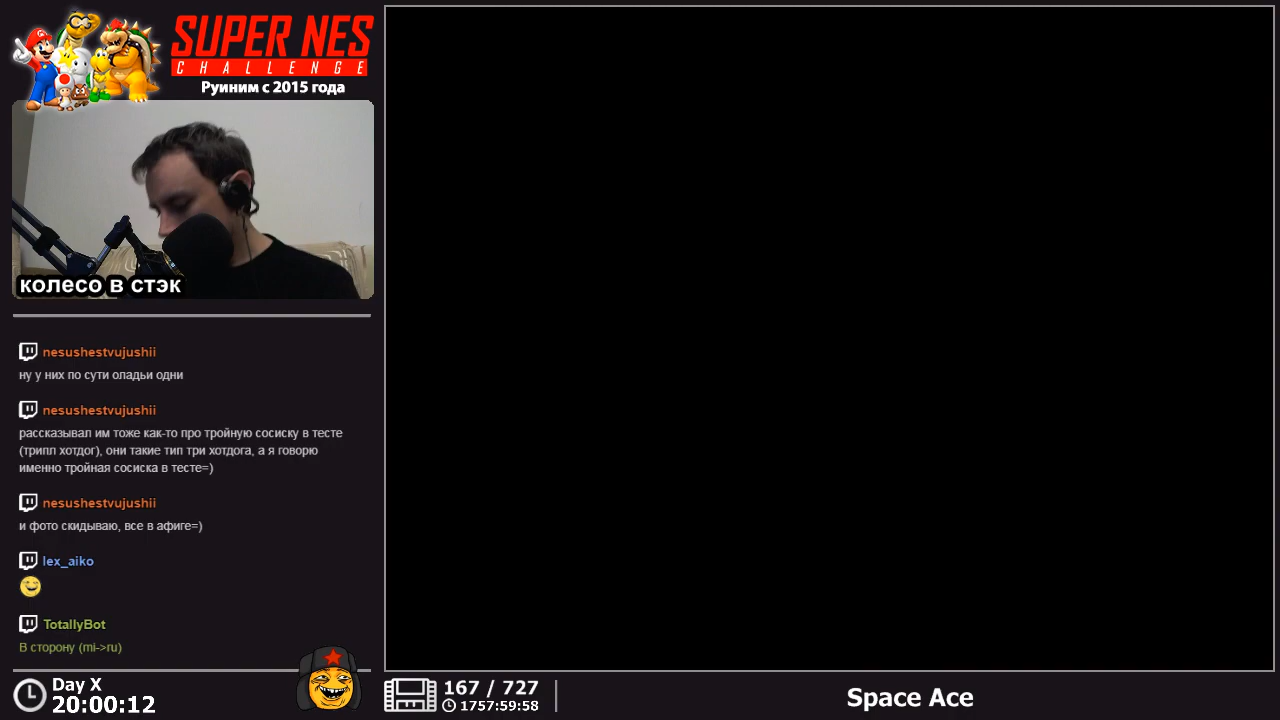 SUPER NES
CHALLENGE
Руиним с 2015 года
колесо в стэк
nesushestvujushii
ну у них по сути оладьи одни
nesushestvujushii
рассказывал им тоже как-то про тройную сосиску в тесте
(трипл хотдог), они такие тип три хотдога, а я говорю
именно тройная сосиска в тесте=)
nesushestvujushii
и фото скидываю, все в афиге=)
lex_aiko
TotallyBot
В сторону (mi->ru)
Day X
20:00:12
167 / 727
1757:59:58
Space Ace